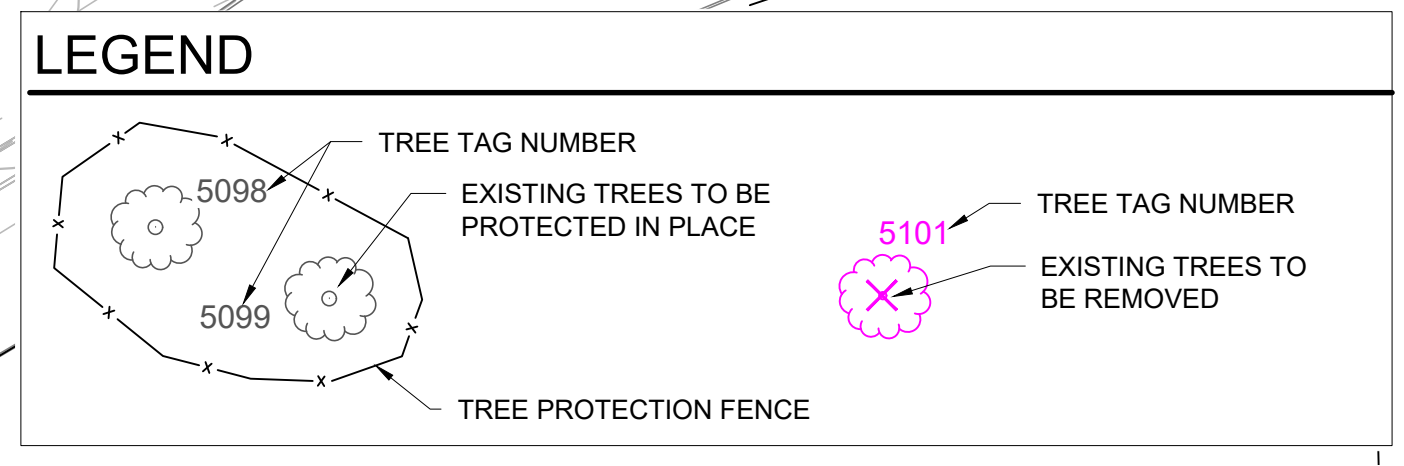 LEGEND
TREE TAG NUMBER
5098
EXISTING TREES TO BE
PROTECTED IN PLACE
5099
TREE PROTECTION FENCE
TREE TAG NUMBER
5101
EXISTING TREES TO
BE REMOVED